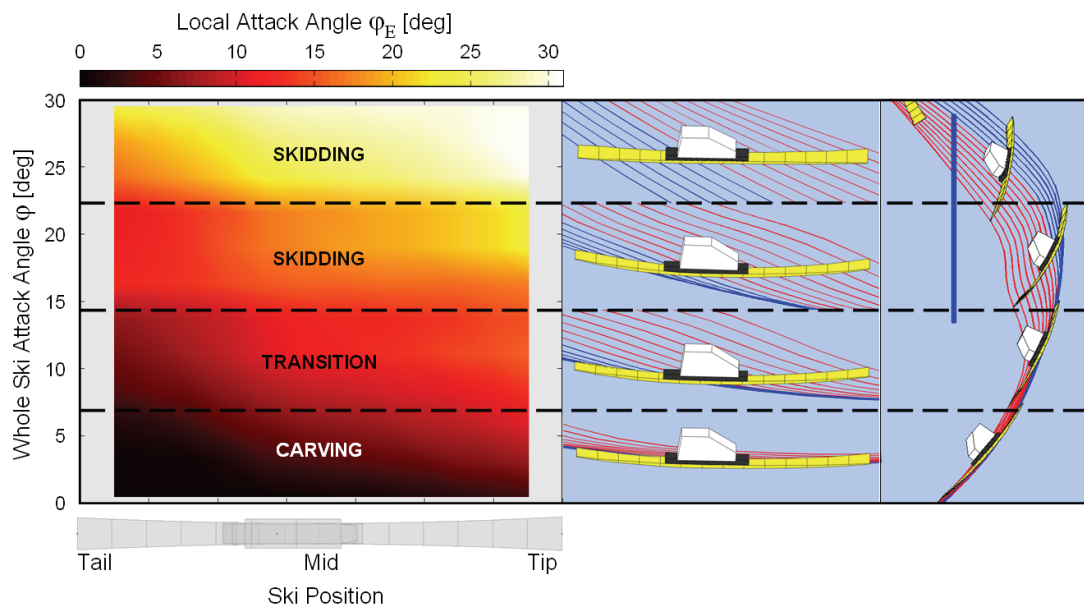 Local Attack Angle φE [deg]
0 5 10 15 20 25 30
Whole Ski Attack Angle φ [deg]
30
25
20
15
10
5
0
SKIDDING
SKIDDING
TRANSITION
CARVING
Tail Mid Tip
Ski Position